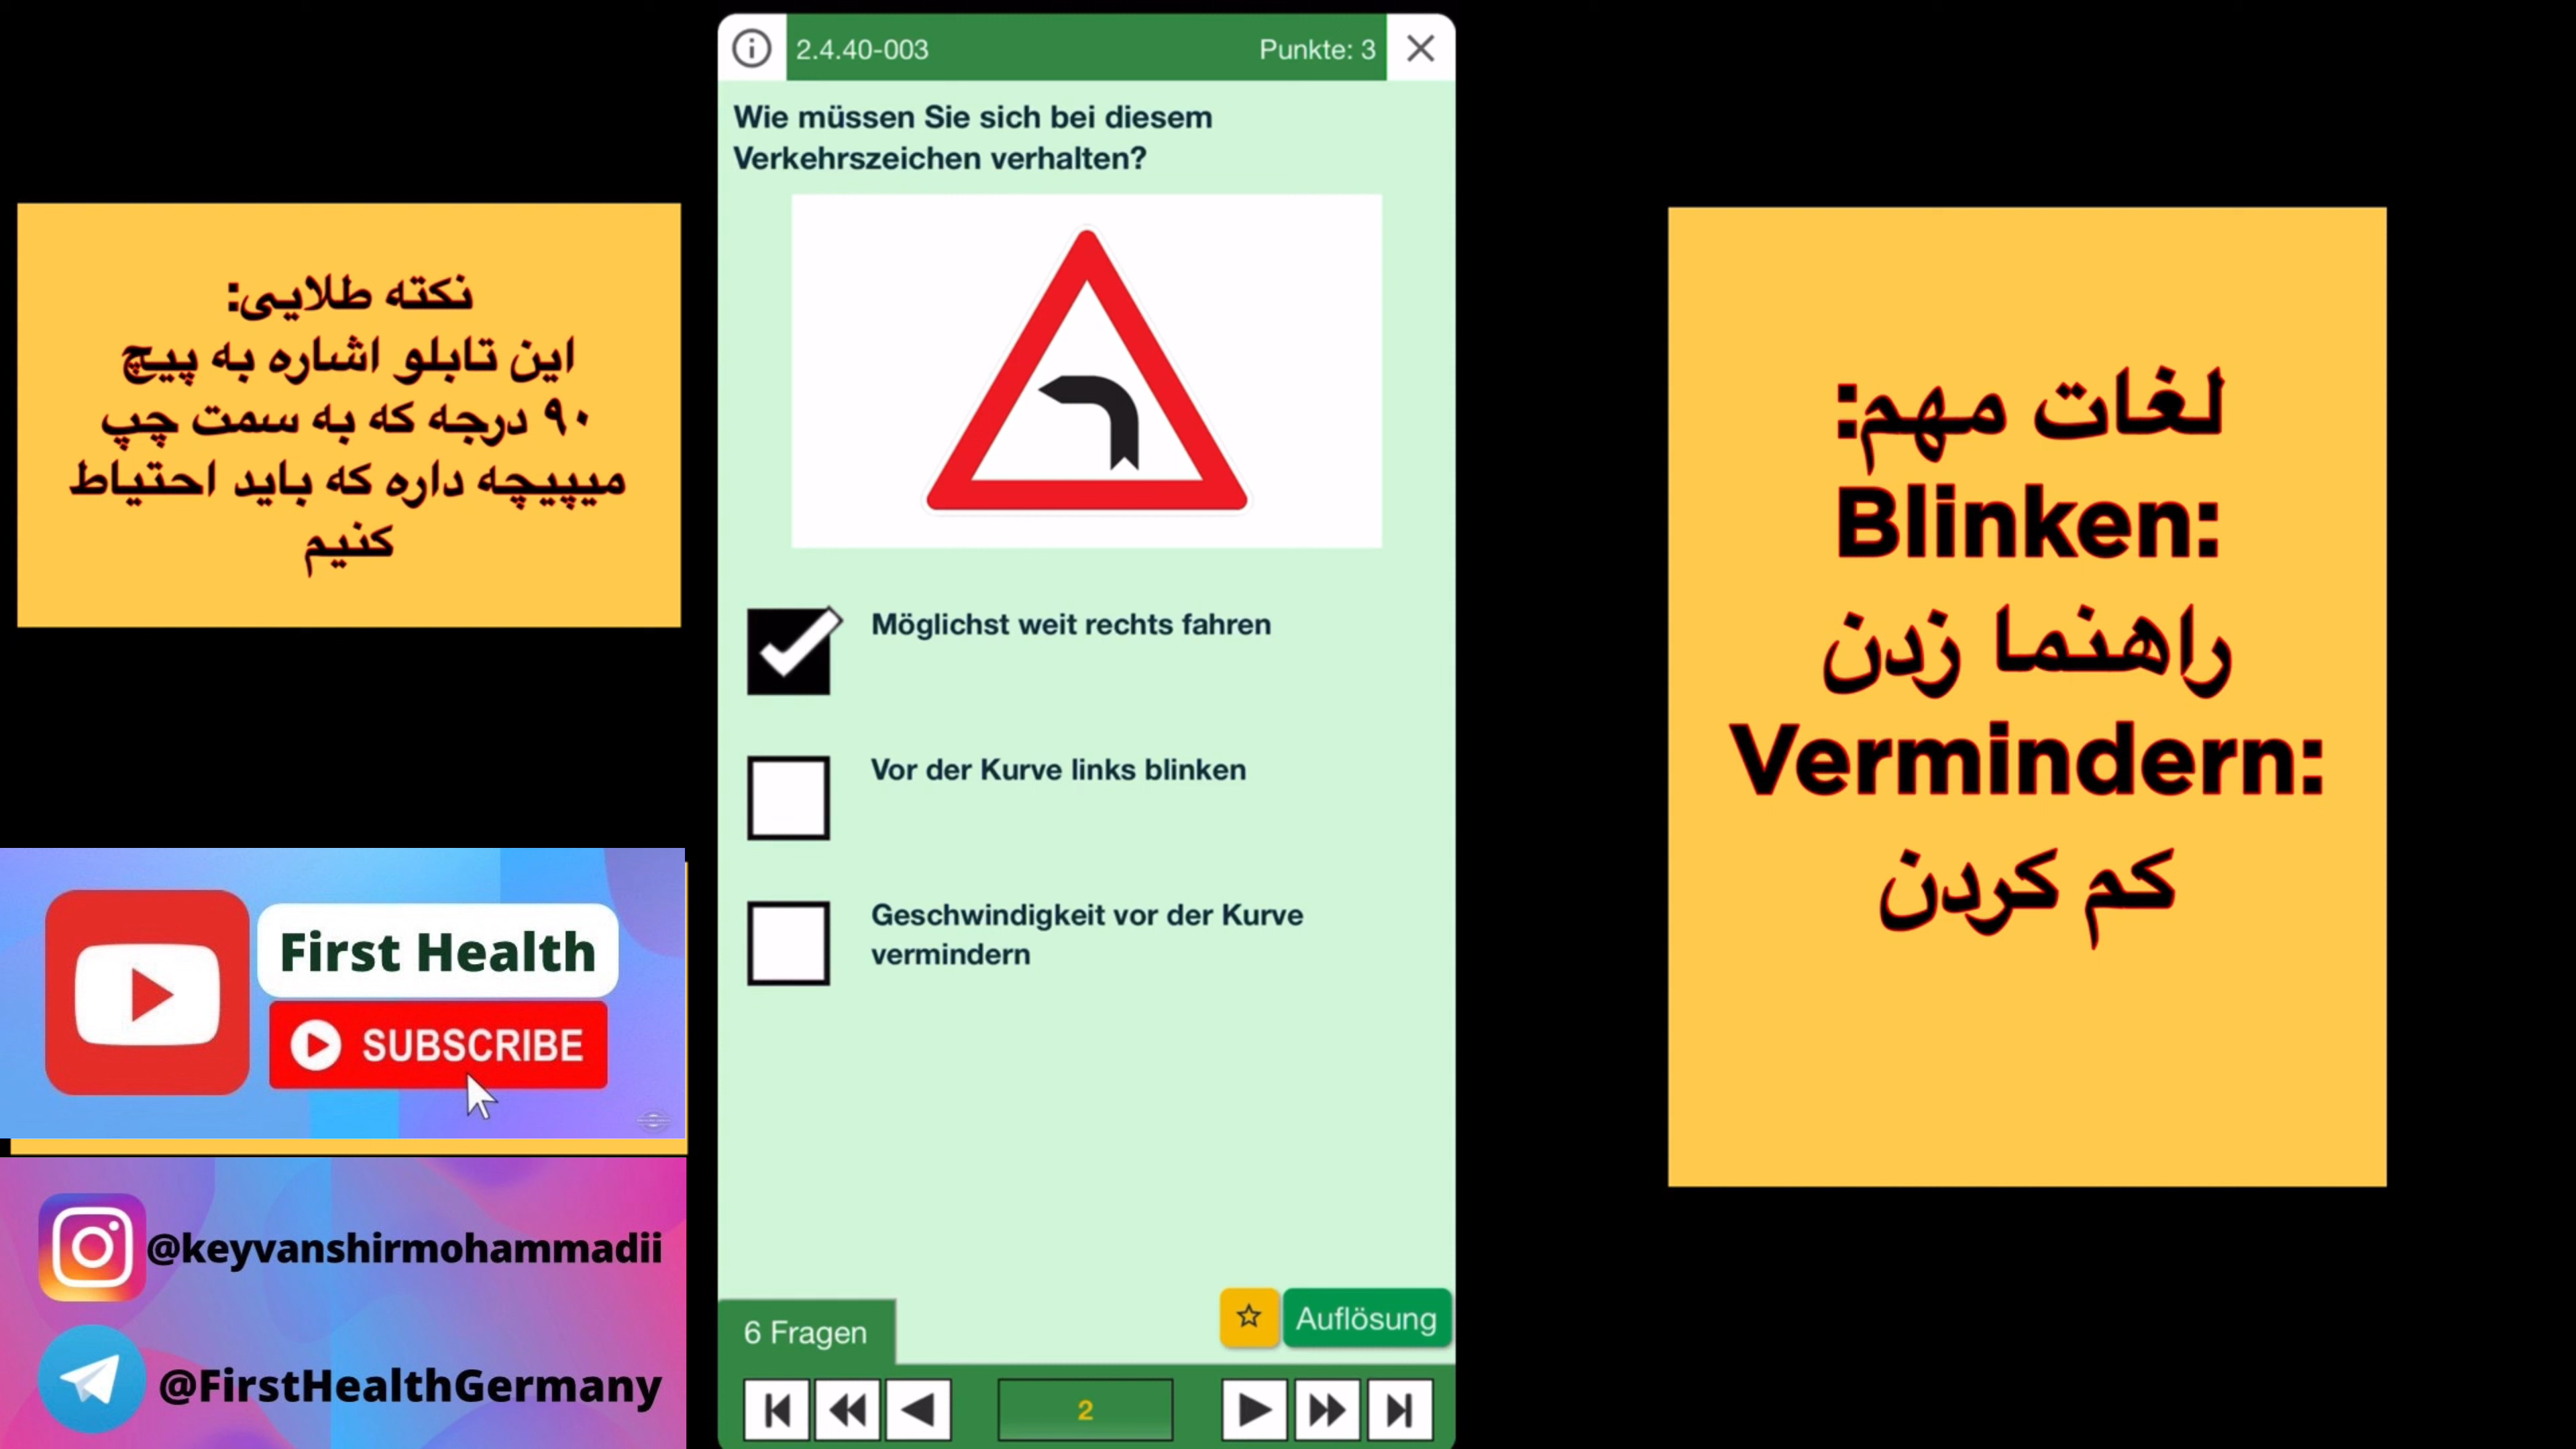 2.4.40-003
Punkte: 3
Wie müssen Sie sich bei diesem
Verkehrszeichen verhalten?
Möglichst weit rechts fahren
Vor der Kurve links blinken
Geschwindigkeit vor der Kurve
vermindern
6 Fragen
Auflösung
2
نکته طلایی:
این تابلو اشاره به پیچ
۹۰ درجه که به سمت چپ
میپیچه داره که باید احتیاط
کنیم
First Health
SUBSCRIBE
@keyvanshirmohammadii
@FirstHealthGermany
لغات مهم:
Blinken:
راهنما زدن
Vermindern:
کم کردن